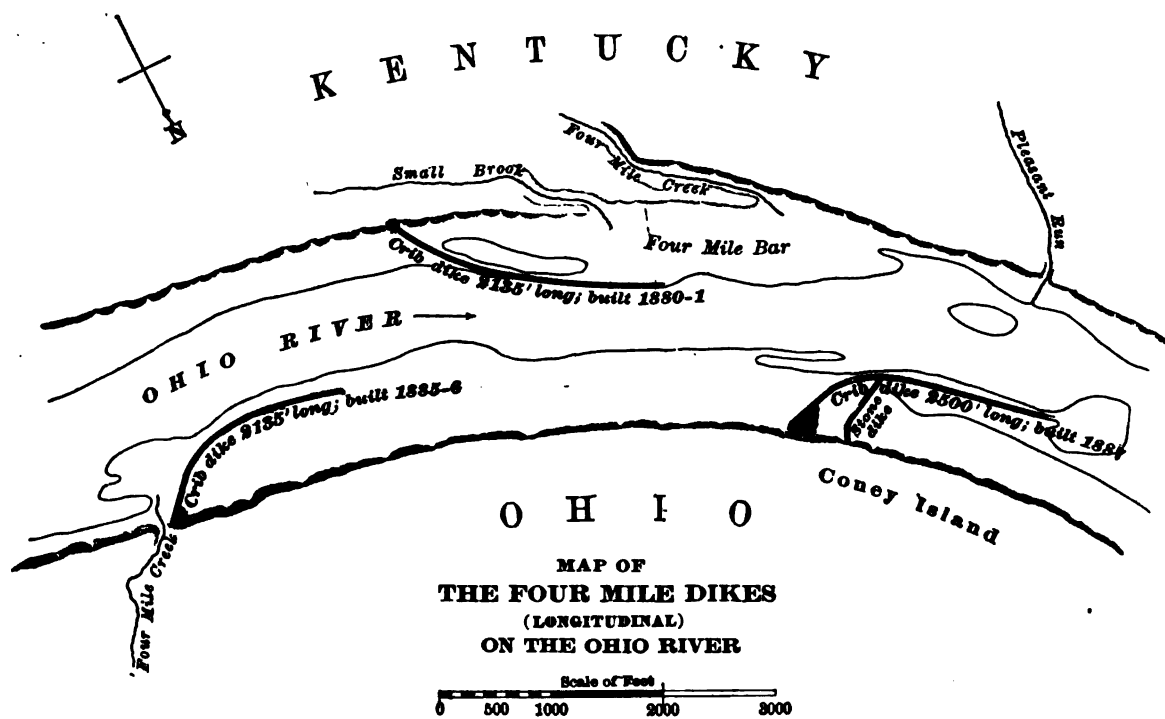 KENTUCKY
N
Four Mile Creek
Small Brook
Pleasant Run
Four Mile Bar
Crib dike 2135' long; built 1880-1
OHIO RIVER
Crib dike 2135' long; built 1885-6
Crib dike 2500' long; built 1887
Stone dike
Coney Island
OHIO
Four Mile Creek
MAP OF
THE FOUR MILE DIKES
(LONGITUDINAL)
ON THE OHIO RIVER
Scale of Feet
0 500 1000 2000 3000